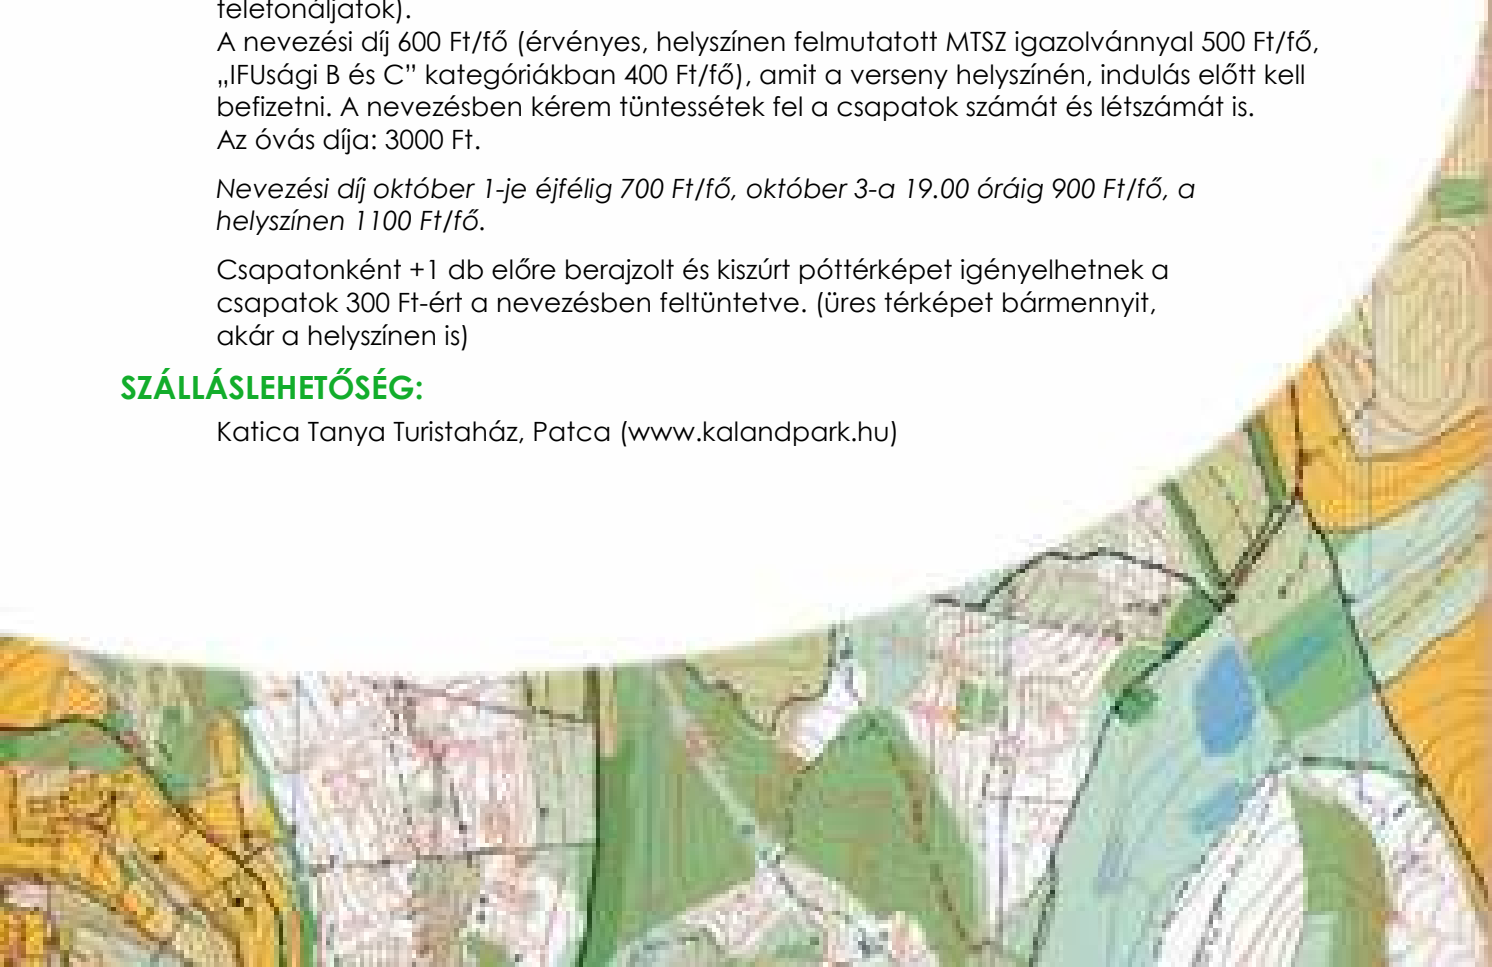 telefonáljatok).
A nevezési díj 600 Ft/fő (érvényes, helyszínen felmutatott MTSZ igazolvánnyal 500 Ft/fő,
„IFUsági B és C” kategóriákban 400 Ft/fő), amit a verseny helyszínén, indulás előtt kell
befizetni. A nevezésben kérem tüntessétek fel a csapatok számát és létszámát is.
Az óvás díja: 3000 Ft.
Nevezési díj október 1-je éjfélig 700 Ft/fő, október 3-a 19.00 óráig 900 Ft/fő, a
helyszínen 1100 Ft/fő.
Csapatonként +1 db előre berajzolt és kiszúrt póttérképet igényelhetnek a
csapatok 300 Ft-ért a nevezésben feltüntetve. (üres térképet bármennyit,
akár a helyszínen is)
SZÁLLÁSLEHETŐSÉG:
Katica Tanya Turistaház, Patca (www.kalandpark.hu)